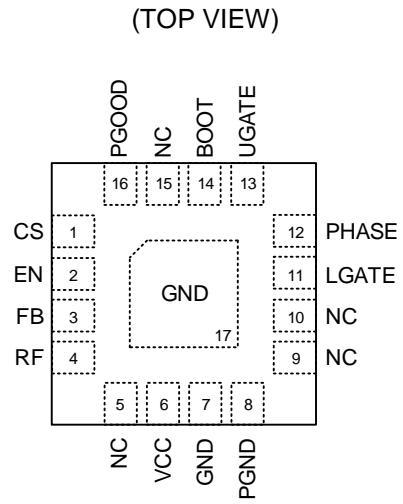 (TOP VIEW)
PGOOD
NC
BOOT
UGATE
16 15 14 13
CS 1 12 PHASE
EN 2 11 LGATE
GND
FB 3 10 NC
17
RF 4 9 NC
5 6 7 8
NC
VCC
GND
PGND